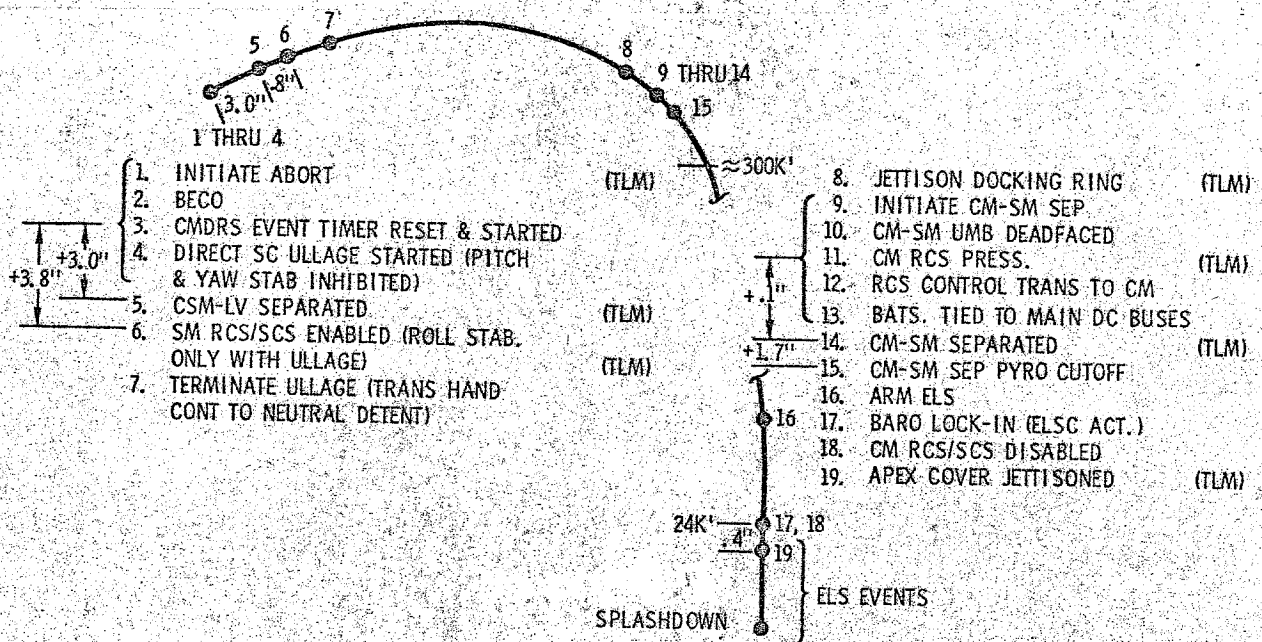 7
6
5
8
9 THRU 14
15
3.0" .8"
1 THRU 4
≈300K'
1. INITIATE ABORT (TLM)
2. BECO
3. CMDRS EVENT TIMER RESET & STARTED
4. DIRECT SC ULLAGE STARTED (PITCH
& YAW STAB INHIBITED)
+3.0"
+3.8"
5. CSM-LV SEPARATED (TLM)
6. SM RCS/SCS ENABLED (ROLL STAB.
ONLY WITH ULLAGE) (TLM)
7. TERMINATE ULLAGE (TRANS HAND
CONT TO NEUTRAL DETENT)
8. JETTISON DOCKING RING (TLM)
9. INITIATE CM-SM SEP
10. CM-SM UMB DEADFACED
11. CM RCS PRESS. (TLM)
12. RCS CONTROL TRANS TO CM
13. BATS. TIED TO MAIN DC BUSES
+.1"
14. CM-SM SEPARATED (TLM)
+1.7"
15. CM-SM SEP PYRO CUTOFF
16. ARM ELS
17. BARO LOCK-IN (ELSC ACT.)
18. CM RCS/SCS DISABLED
19. APEX COVER JETTISONED (TLM)
16
24K' 17, 18
.4" 19
ELS EVENTS
SPLASHDOWN